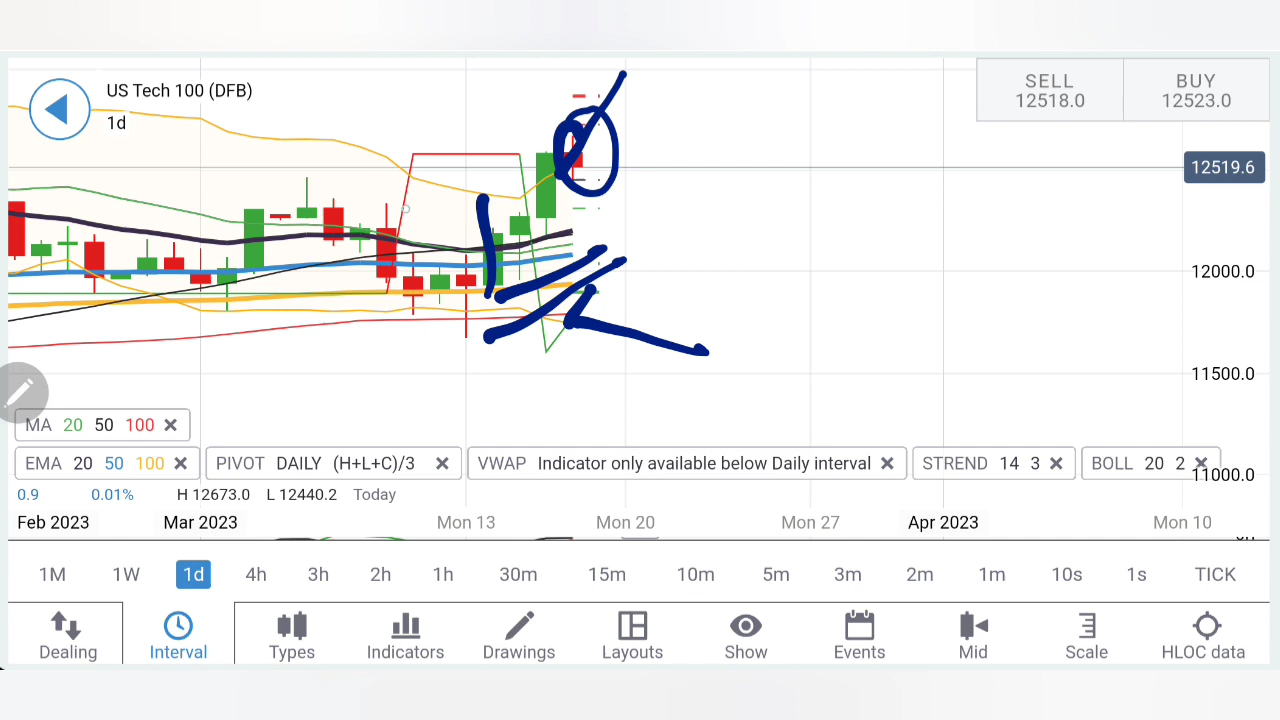 US Tech 100 (DFB)
1d
SELL
12518.0
BUY
12523.0
12519.6
12000.0
11500.0
11000.0
MA 20 50 100
EMA 20 50 100
PIVOT DAILY (H+L+C)/3
VWAP Indicator only available below Daily interval
STREND 14 3
BOLL 20 2
0.9 0.01% H 12673.0 L 12440.2 Today
Feb 2023 Mar 2023 Mon 13 Mon 20 Mon 27 Apr 2023 Mon 10
1M 1W 1d 4h 3h 2h 1h 30m 15m 10m 5m 3m 2m 1m 10s 1s TICK
Dealing Interval Types Indicators Drawings Layouts Show Events Mid Scale HLOC data